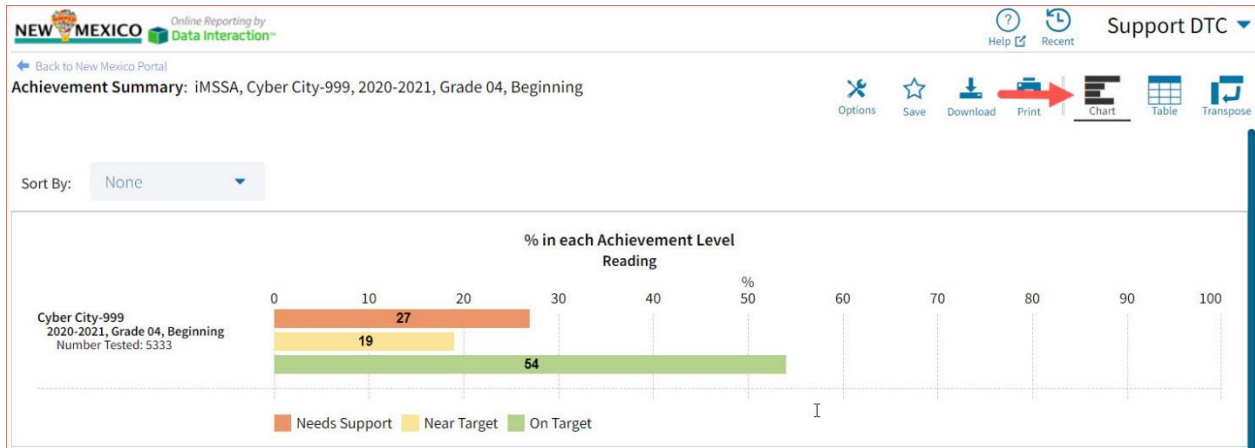 NEW MEXICO Online Reporting by
Data Interaction℠
Help Recent Support DTC
Back to New Mexico Portal
Achievement Summary: iMSSA, Cyber City-999, 2020-2021, Grade 04, Beginning
Options Save Download Print Chart Table Transpose
Sort By: None
% in each Achievement Level
Reading
%
0 10 20 30 40 50 60 70 80 90 100
Cyber City-999
2020-2021, Grade 04, Beginning
Number Tested: 5333
27
19
54
Needs Support Near Target On Target